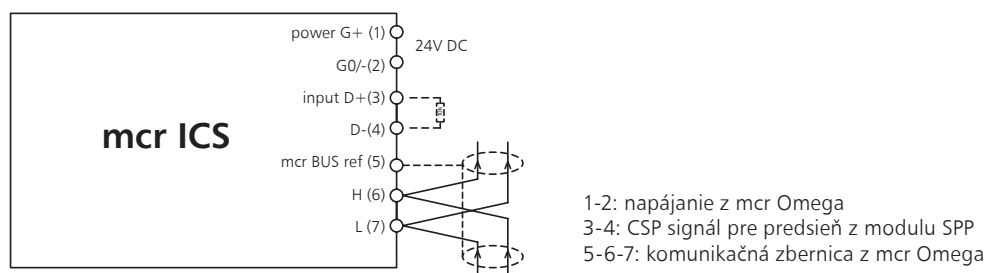 power G+ (1)
24V DC
G0/-(2)
input D+(3)
D-(4)
mcr ICS
mcr BUS ref (5)
H (6)
L (7)
1-2: napájanie z mcr Omega
3-4: CSP signál pre predsieň z modulu SPP
5-6-7: komunikačná zbernica z mcr Omega